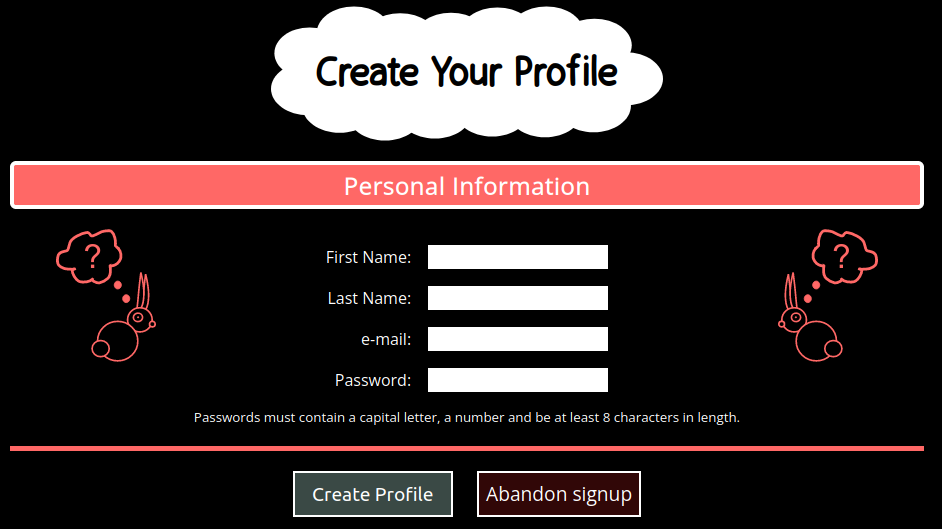 Create Your Profile
Personal Information
?
?
First Name:
Last Name:
e-mail:
Password:
Passwords must contain a capital letter, a number and be at least 8 characters in length.
Create Profile
Abandon signup